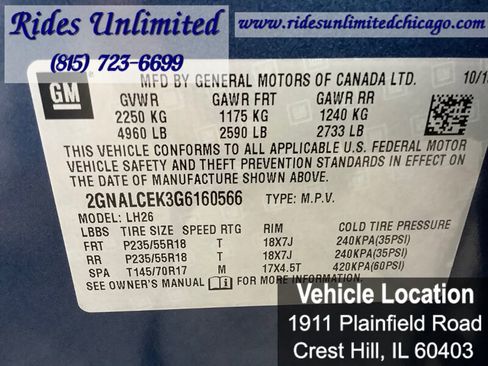 Rides Unlimited
www.ridesunlimitedchicago.com
(815) 723-6699
GM
MFD BY GENERAL MOTORS OF CANADA LTD. 10/1
GVWR GAWR FRT GAWR RR
2250 KG 1175 KG 1240 KG
4960 LB 2590 LB 2733 LB
THIS VEHICLE CONFORMS TO ALL APPLICABLE U.S. FEDERAL MOTOR
VEHICLE SAFETY AND THEFT PREVENTION STANDARDS IN EFFECT ON
THE DATE OF MANUFACTURE SHOWN ABOVE.
2GNALCEK3G6160566 TYPE: M.P.V.
MODEL: LH26
LBBS TIRE SIZE SPEED RTG RIM COLD TIRE PRESSURE
FRT P235/55R18 T 18X7J 240KPA(35PSI)
RR P235/55R18 T 18X7J 240KPA(35PSI)
SPA T145/70R17 M 17X4.5T 420KPA(60PSI)
SEE OWNER'S MANUAL FOR MORE INFORMATION.
Vehicle Location
1911 Plainfield Road
Crest Hill, IL 60403